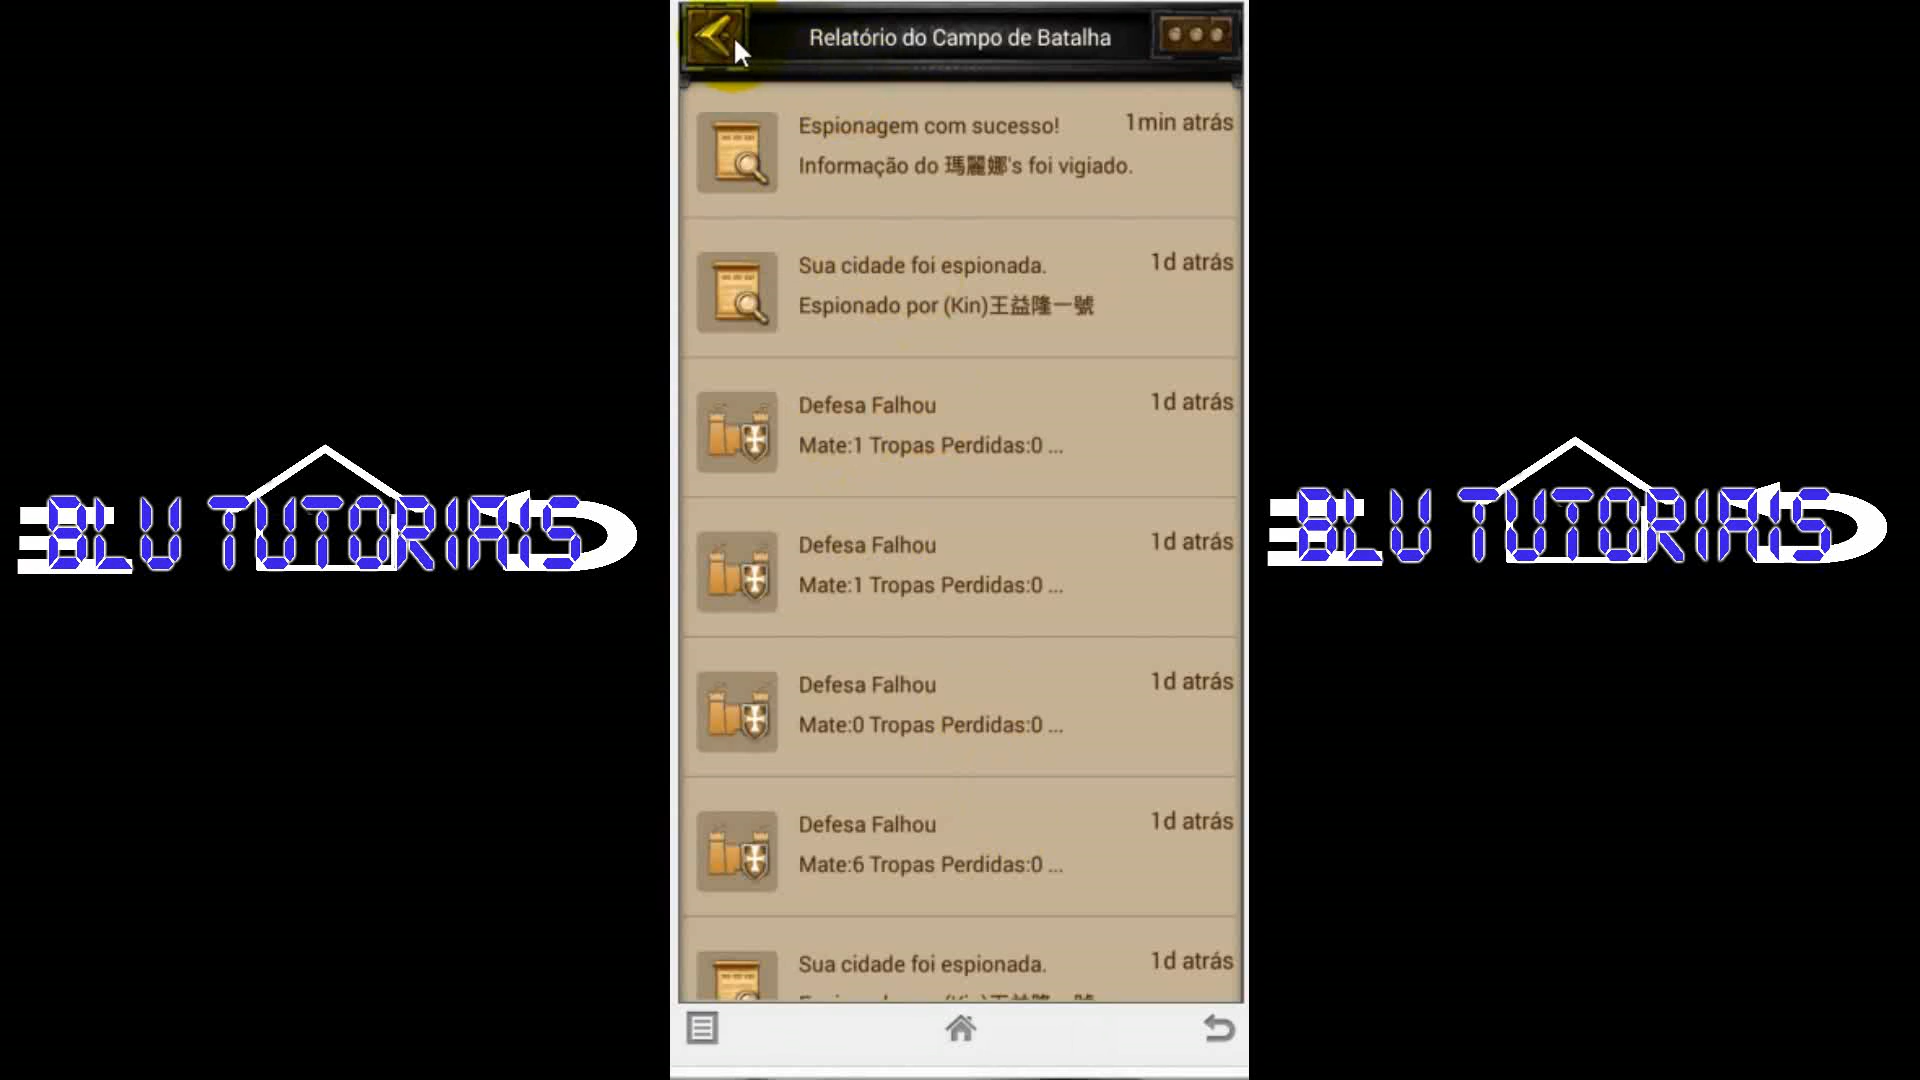 Relatório do Campo de Batalha
Espionagem com sucesso!
1min atrás
Informação do 瑪麗娜's foi vigiado.
Sua cidade foi espionada.
1d atrás
Espionado por (Kin)王益隆一號
Defesa Falhou
1d atrás
Mate:1 Tropas Perdidas:0 ...
Defesa Falhou
1d atrás
Mate:1 Tropas Perdidas:0 ...
Defesa Falhou
1d atrás
Mate:0 Tropas Perdidas:0 ...
Defesa Falhou
1d atrás
Mate:6 Tropas Perdidas:0 ...
Sua cidade foi espionada.
1d atrás
BLU TUTORIAIS
BLU TUTORIAIS